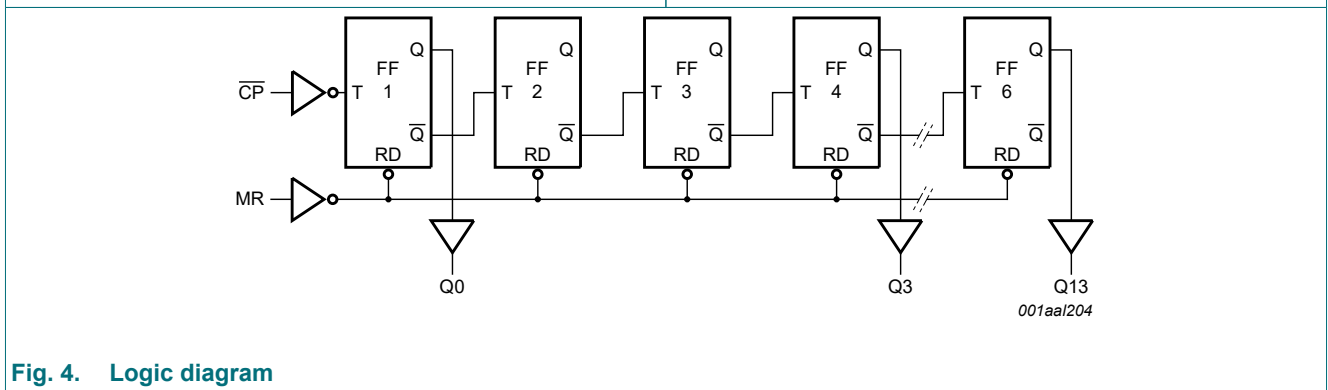 Q Q Q Q Q
FF FF FF FF FF
C̅P̅ T 1 T 2 T 3 T 4 T 6
Q̅ Q̅ Q̅ Q̅ Q̅
RD RD RD RD RD
MR
Q0 Q3 Q13
001aal204
Fig. 4. Logic diagram